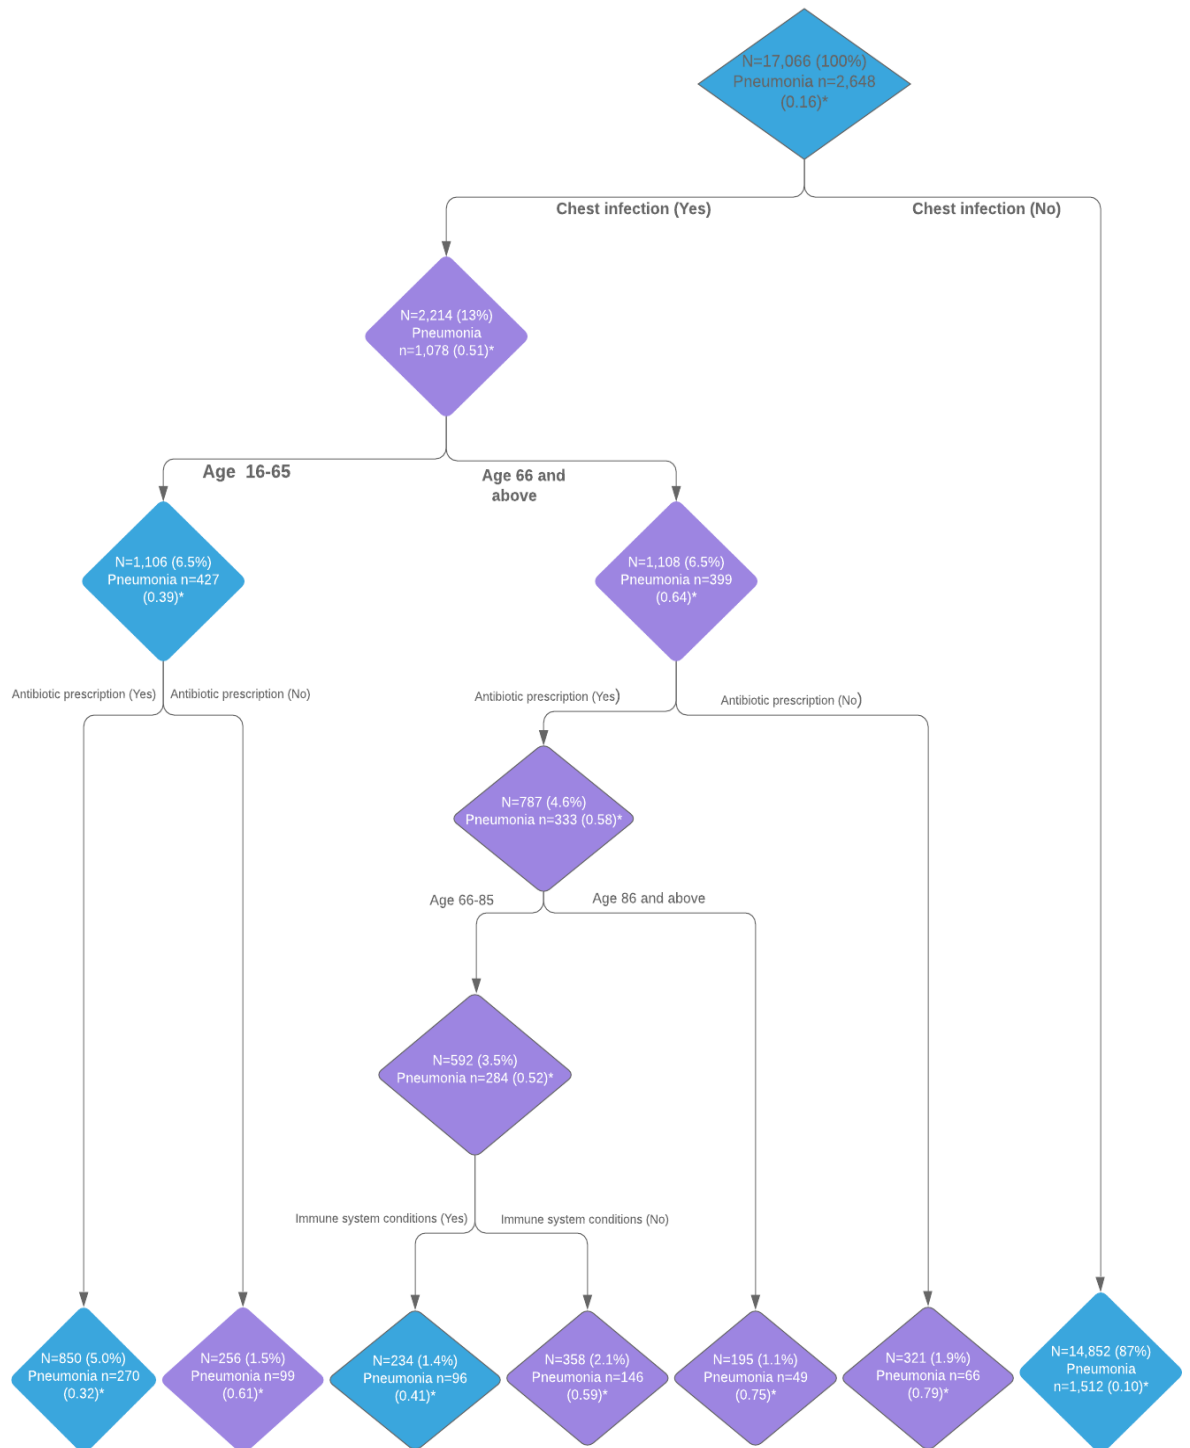 N=17,066 (100%)
Pneumonia n=2,648
(0.16)*
Chest infection (Yes)
Chest infection (No)
N=2,214 (13%)
Pneumonia
n=1,078 (0.51)*
Age 16-65
Age 66 and
above
N=1,106 (6.5%)
Pneumonia n=427
(0.39)*
N=1,108 (6.5%)
Pneumonia n=399
(0.64)*
Antibiotic prescription (Yes)
Antibiotic prescription (No)
Antibiotic prescription (Yes)
Antibiotic prescription (No)
N=787 (4.6%)
Pneumonia n=333 (0.58)*
Age 66-85
Age 86 and above
N=592 (3.5%)
Pneumonia n=284 (0.52)*
Immune system conditions (Yes)
Immune system conditions (No)
N=850 (5.0%)
Pneumonia n=270
(0.32)*
N=256 (1.5%)
Pneumonia n=99
(0.61)*
N=234 (1.4%)
Pneumonia n=96
(0.41)*
N=358 (2.1%)
Pneumonia n=146
(0.59)*
N=195 (1.1%)
Pneumonia n=49
(0.75)*
N=321 (1.9%)
Pneumonia n=66
(0.79)*
N=14,852 (87%)
Pneumonia
n=1,512 (0.10)*